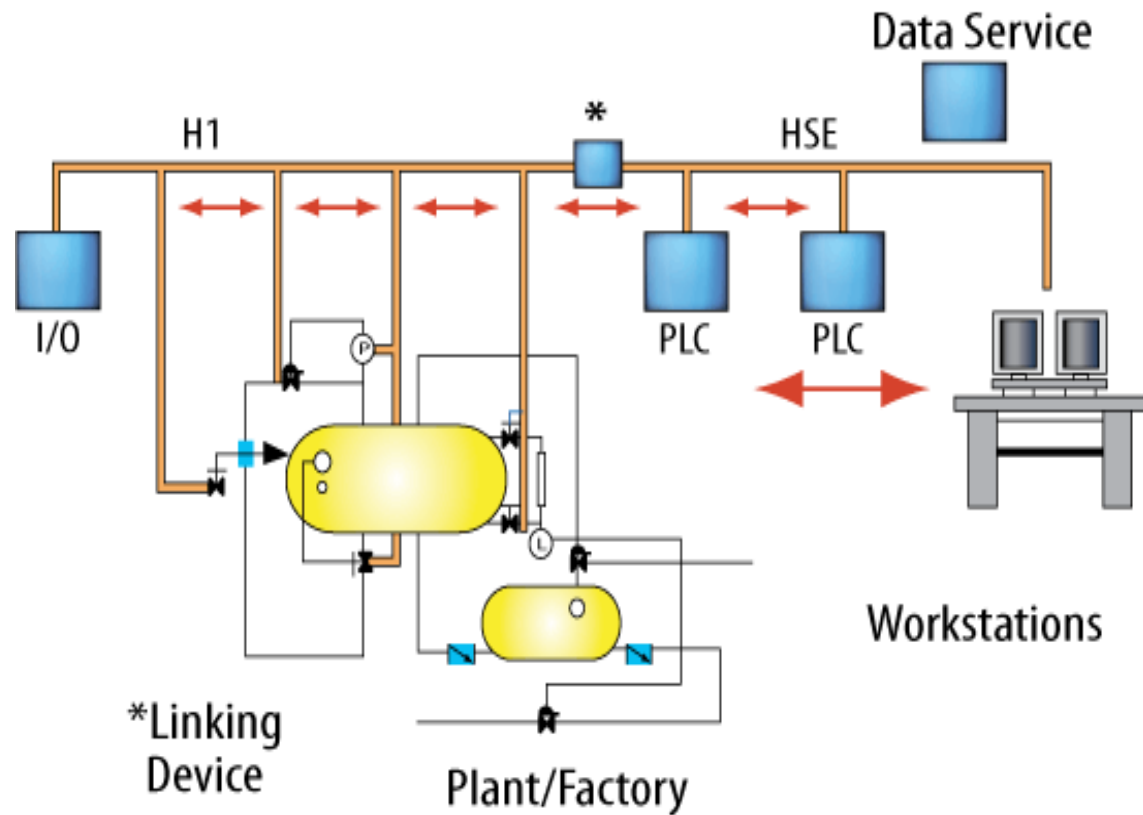 Data Service
H1
*
HSE
I/O
PLC
PLC
P
L
Workstations
*Linking
Device
Plant/Factory